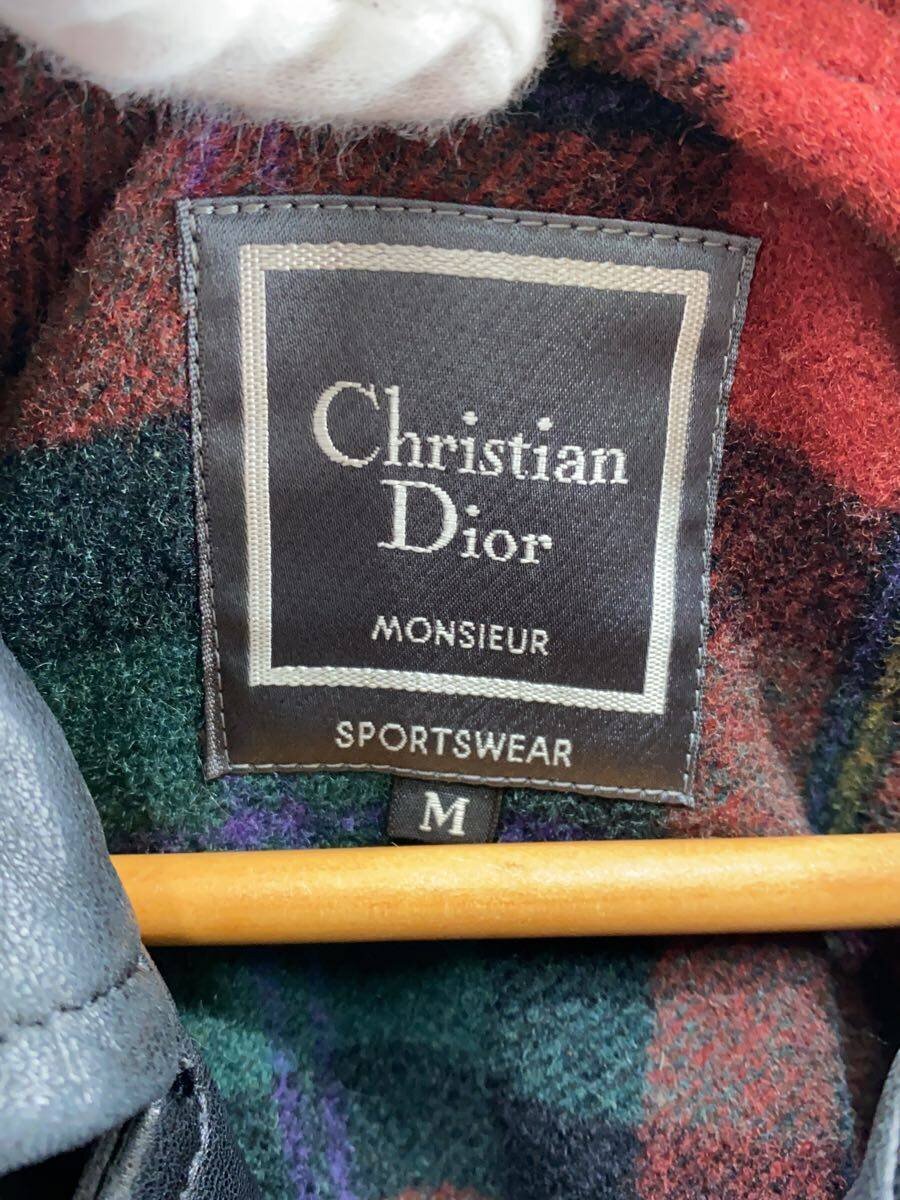 Christian
Dior
MONSIEUR
SPORTSWEAR
M